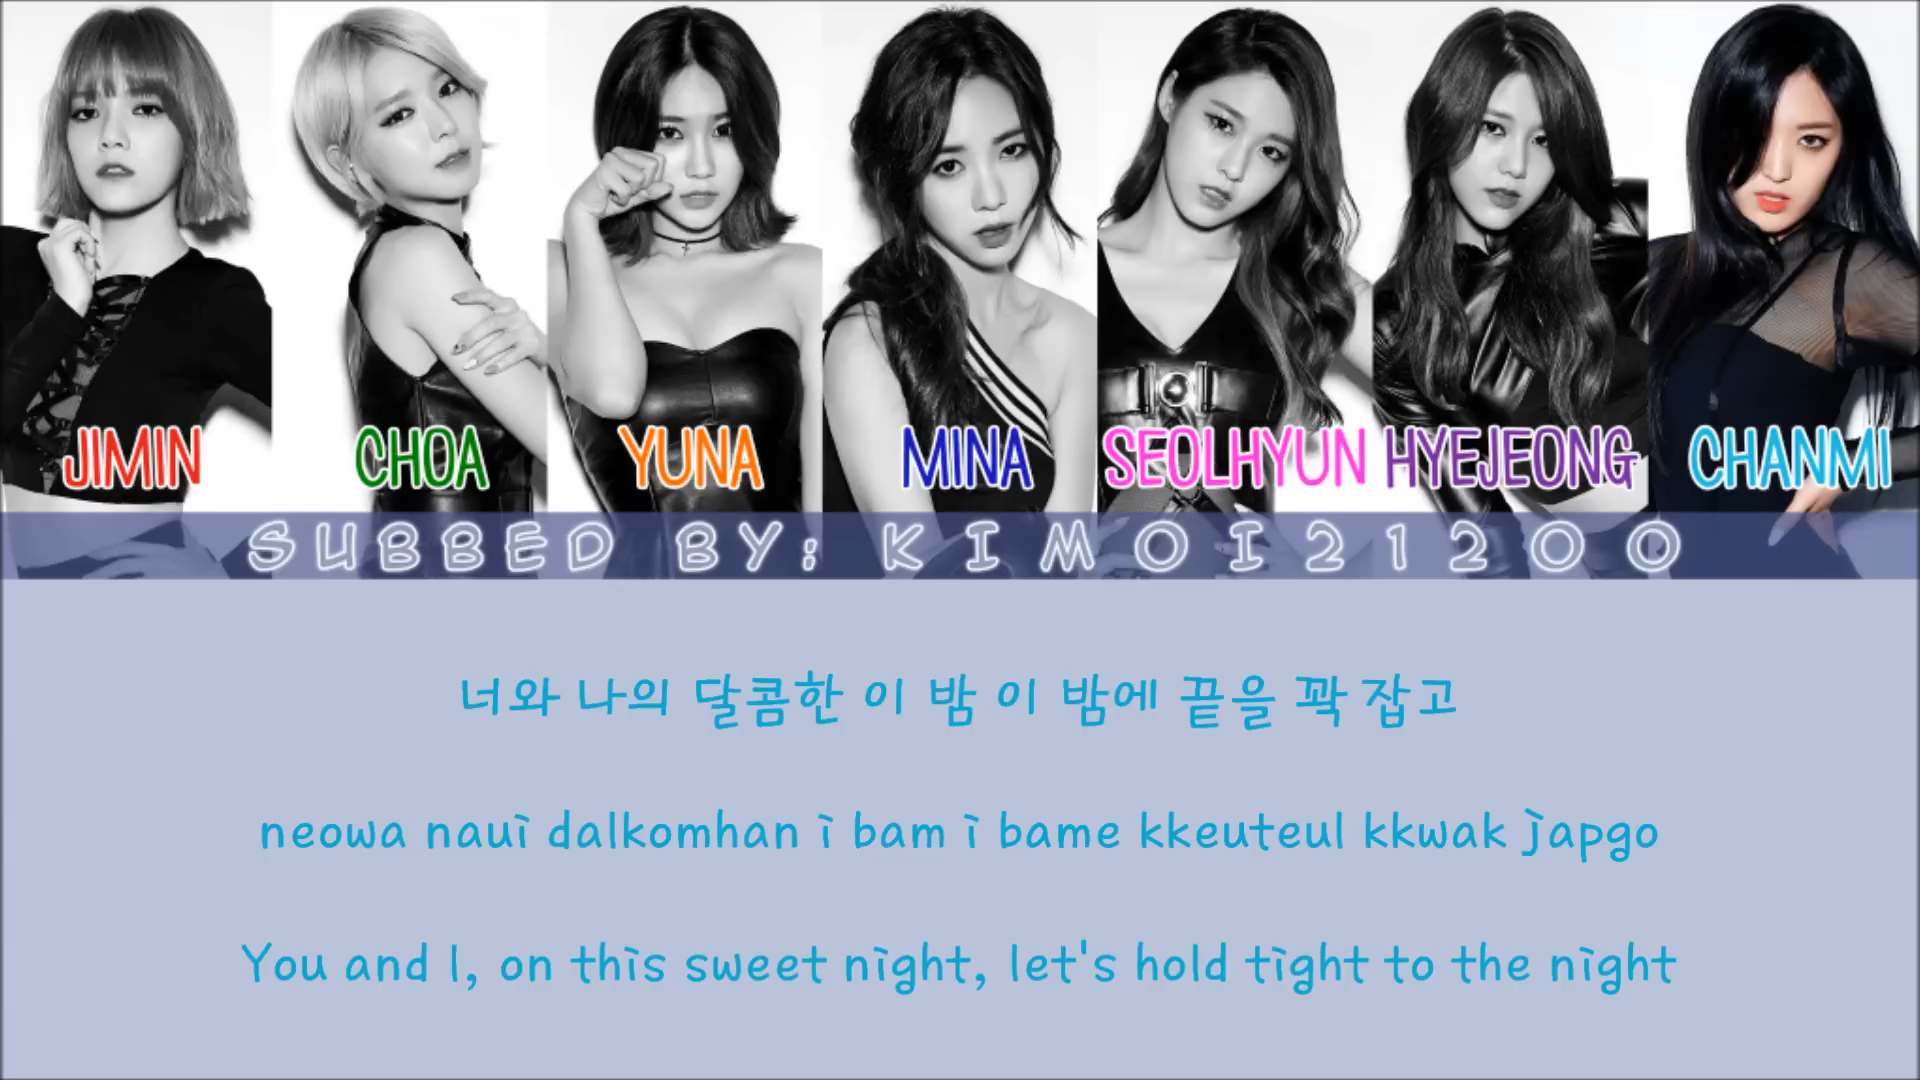 JIMIN CHOA YUNA MINA SEOLHYUN HYEJEONG CHANMI
SUBBED BY: KIMOI21200
너와 나의 달콤한 이 밤 이 밤에 끝을 꽉 잡고
neowa naui dalkomhan i bam i bame kkeuteul kkwak japgo
You and I, on this sweet night, let's hold tight to the night